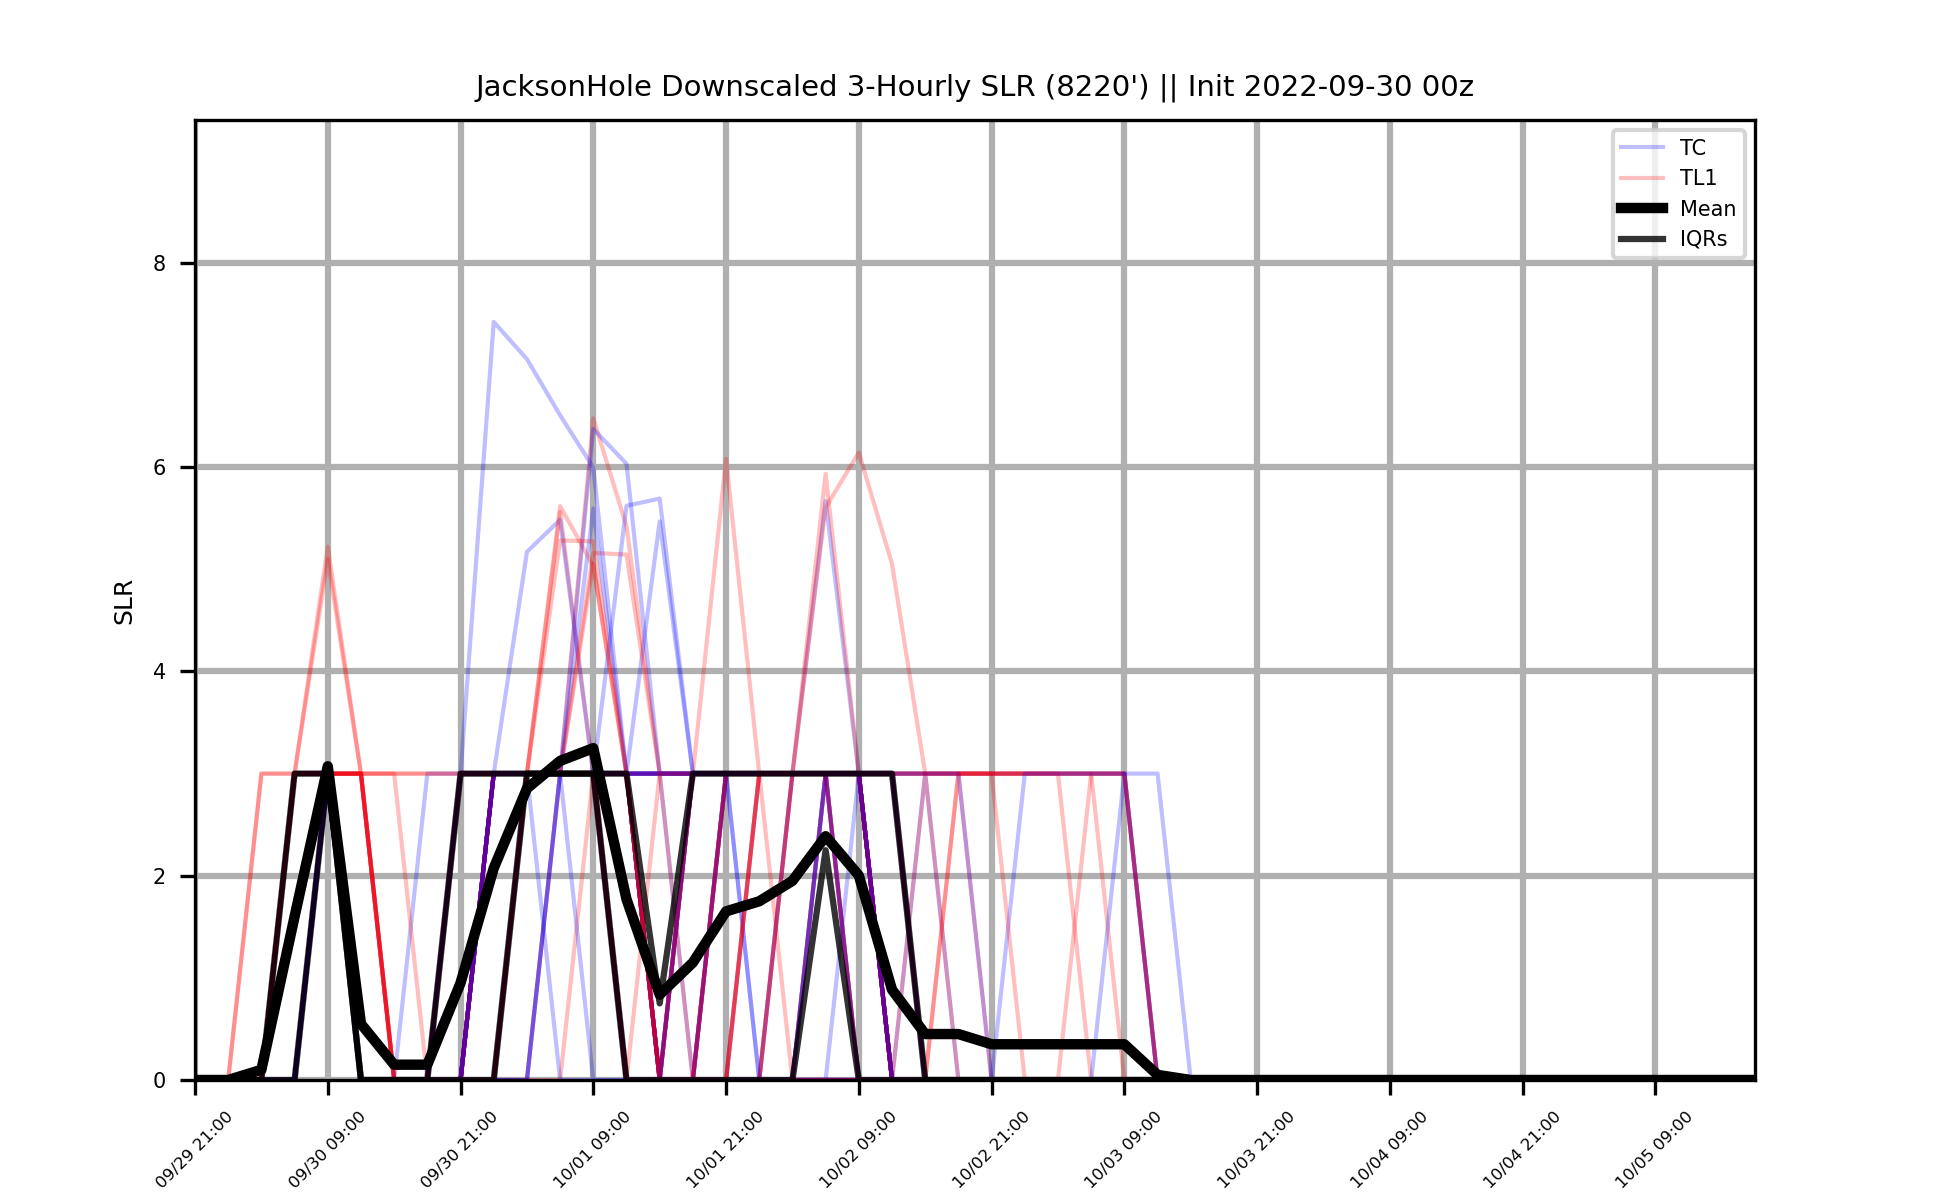 JacksonHole Downscaled 3-Hourly SLR (8220') || Init 2022-09-30 00z
TC
TL1
Mean
IQRs
SLR
8
6
4
2
0
09/29 21:00
09/30 09:00
09/30 21:00
10/01 09:00
10/01 21:00
10/02 09:00
10/02 21:00
10/03 09:00
10/03 21:00
10/04 09:00
10/04 21:00
10/05 09:00